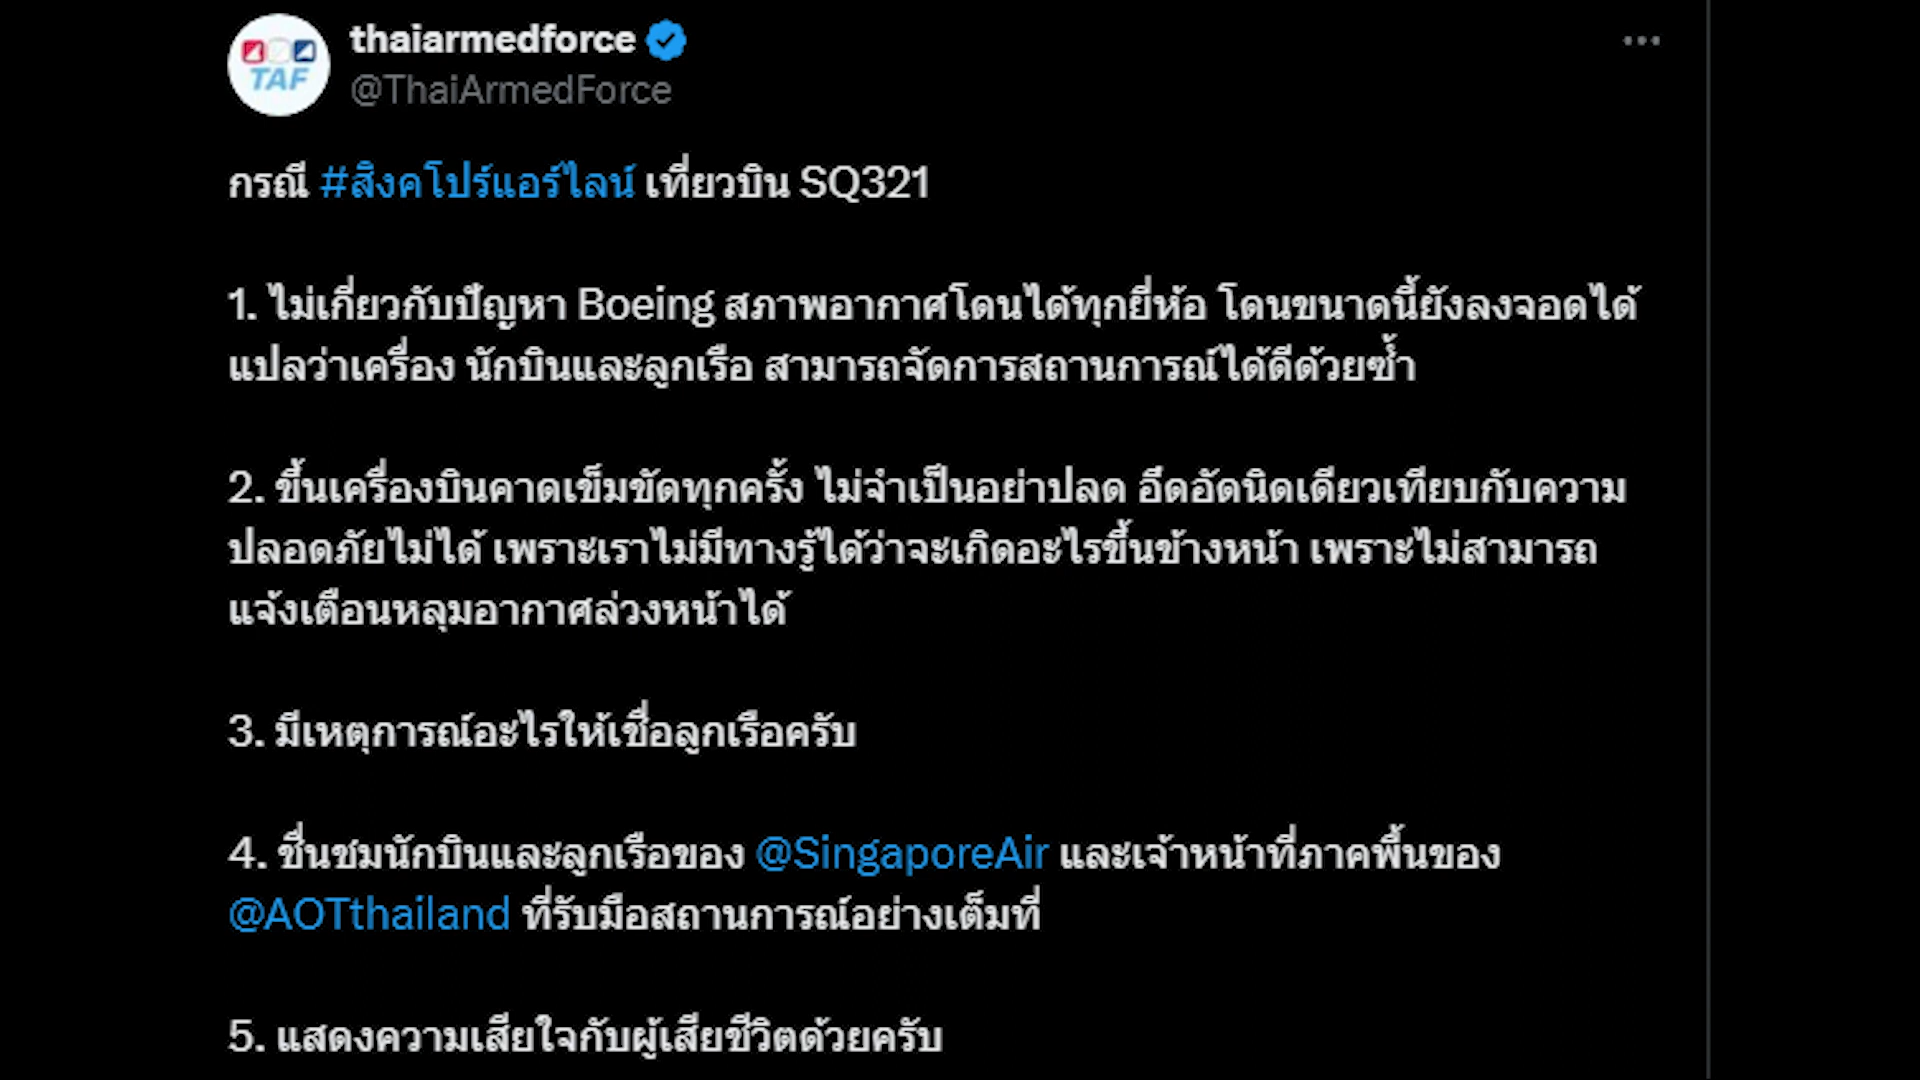 thaiarmedforce
@ThaiArmedForce
TAF
กรณี #สิงคโปร์แอร์ไลน์ เที่ยวบิน SQ321
1. ไม่เกี่ยวกับปัญหา Boeing สภาพอากาศโดนได้ทุกยี่ห้อ โดนขนาดนี้ยังลงจอดได้
แปลว่าเครื่อง นักบินและลูกเรือ สามารถจัดการสถานการณ์ได้ดีด้วยซ้ำ
2. ขึ้นเครื่องบินคาดเข็มขัดทุกครั้ง ไม่จำเป็นอย่าปลด อึดอัดนิดเดียวเทียบกับความ
ปลอดภัยไม่ได้ เพราะเราไม่มีทางรู้ได้ว่าจะเกิดอะไรขึ้นข้างหน้า เพราะไม่สามารถ
แจ้งเตือนหลุมอากาศล่วงหน้าได้
3. มีเหตุการณ์อะไรให้เชื่อลูกเรือครับ
4. ชื่นชมนักบินและลูกเรือของ @SingaporeAir และเจ้าหน้าที่ภาคพื้นของ
@AOTthailand ที่รับมือสถานการณ์อย่างเต็มที่
5. แสดงความเสียใจกับผู้เสียชีวิตด้วยครับ